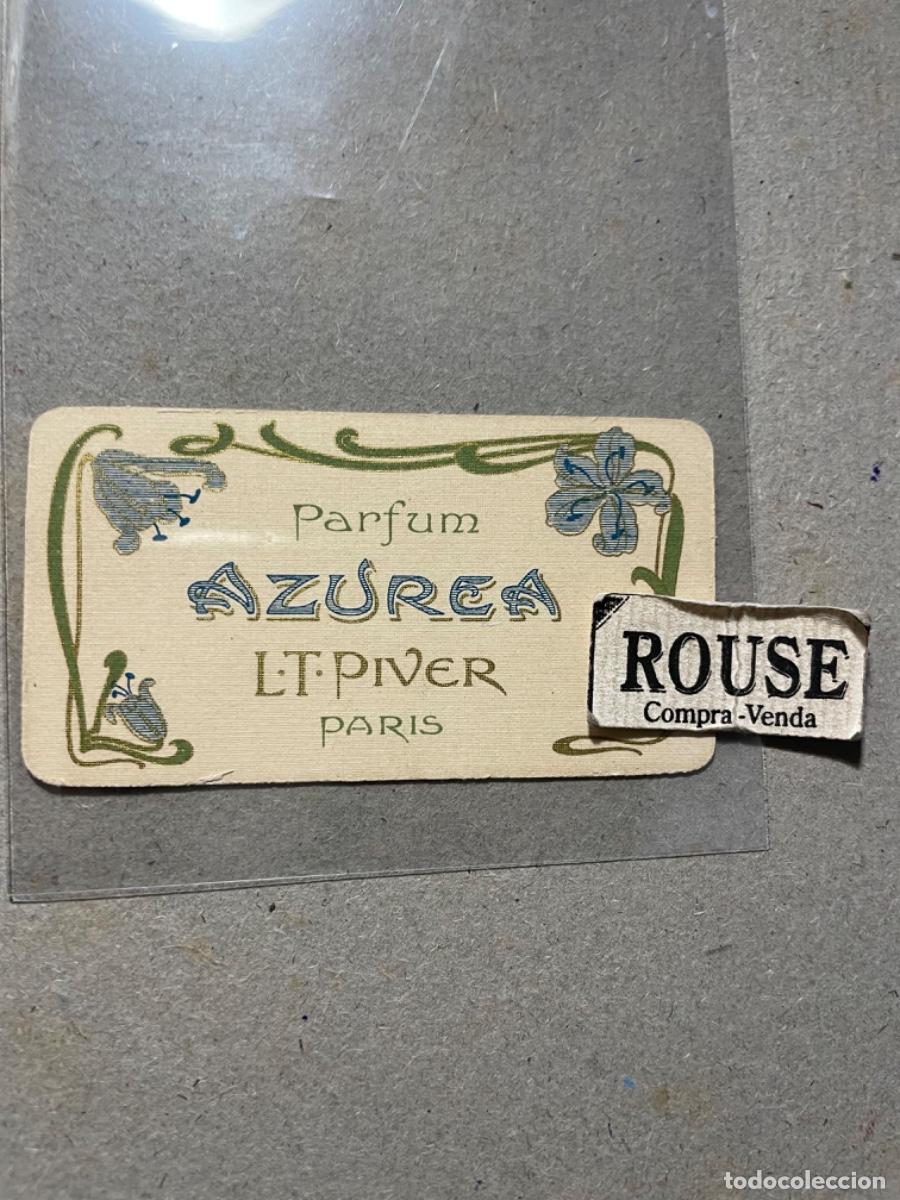 Parfum
AZUREA
L.T. PIVER
PARIS
ROUSE
Compra-Venda
todocoleccion